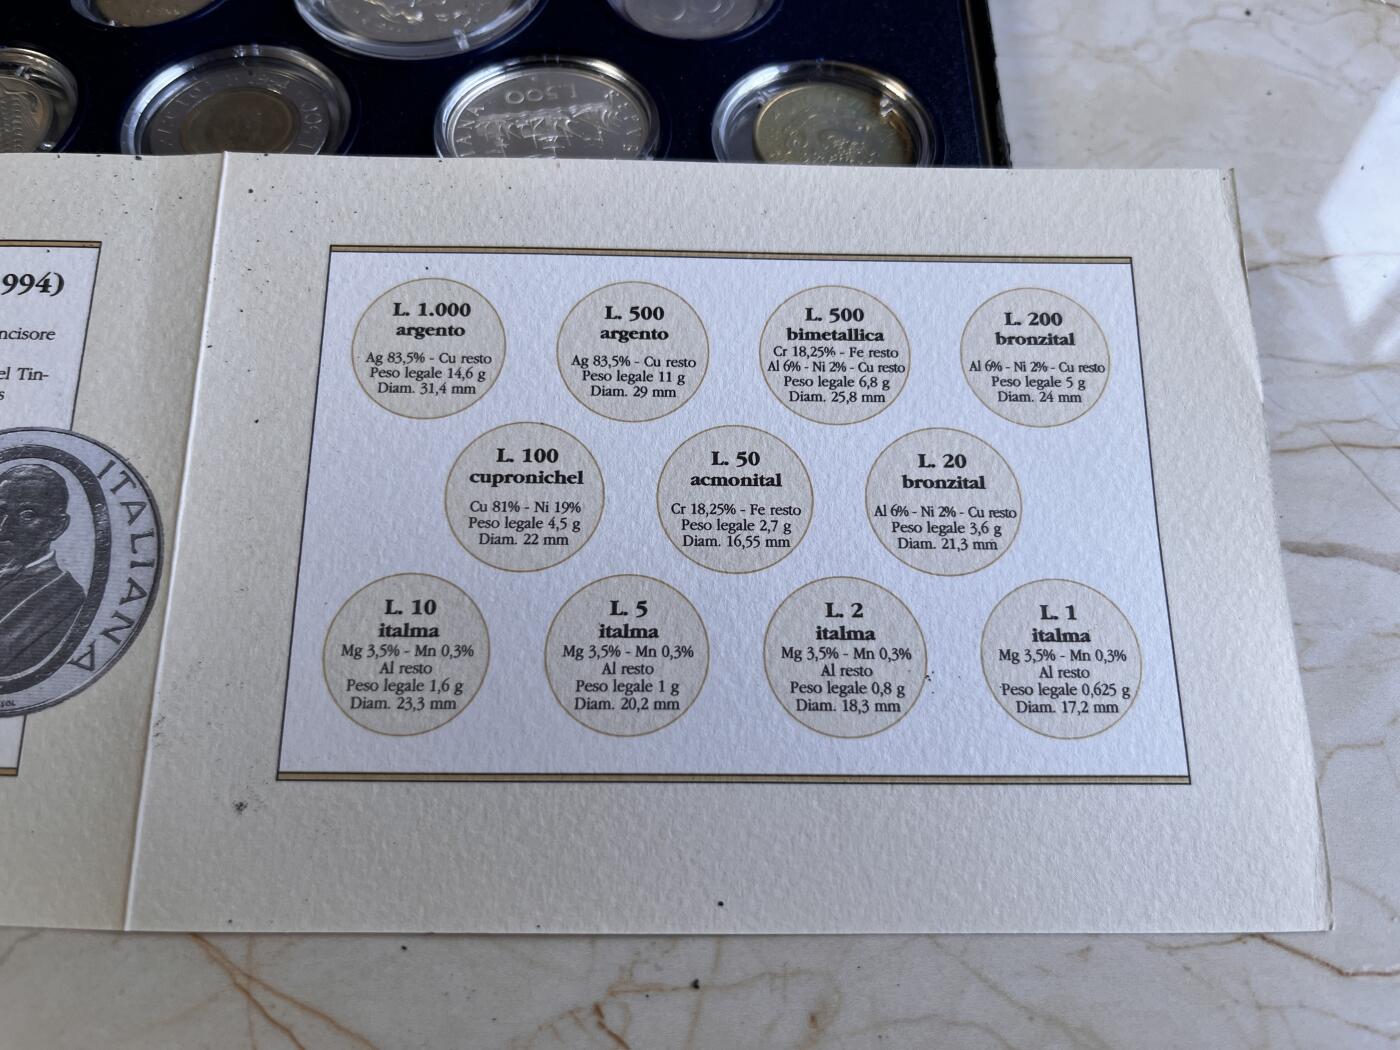 L. 500
994)
ncisore
el Tin-
s
ITALIANA
L. 1.000
argento
Ag 83,5% - Cu resto
Peso legale 14,6 g
Diam. 31,4 mm
L. 500
argento
Ag 83,5% - Cu resto
Peso legale 11 g
Diam. 29 mm
L. 500
bimetallica
Cr 18,25% - Fe resto
Al 6% - Ni 2% - Cu resto
Peso legale 6,8 g
Diam. 25,8 mm
L. 200
bronzital
Al 6% - Ni 2% - Cu resto
Peso legale 5 g
Diam. 24 mm
L. 100
cupronichel
Cu 81% - Ni 19%
Peso legale 4,5 g
Diam. 22 mm
L. 50
acmonital
Cr 18,25% - Fe resto
Peso legale 2,7 g
Diam. 16,55 mm
L. 20
bronzital
Al 6% - Ni 2% - Cu resto
Peso legale 3,6 g
Diam. 21,3 mm
L. 10
italma
Mg 3,5% - Mn 0,3%
Al resto
Peso legale 1,6 g
Diam. 23,3 mm
L. 5
italma
Mg 3,5% - Mn 0,3%
Al resto
Peso legale 1 g
Diam. 20,2 mm
L. 2
italma
Mg 3,5% - Mn 0,3%
Al resto
Peso legale 0,8 g
Diam. 18,3 mm
L. 1
italma
Mg 3,5% - Mn 0,3%
Al resto
Peso legale 0,625 g
Diam. 17,2 mm